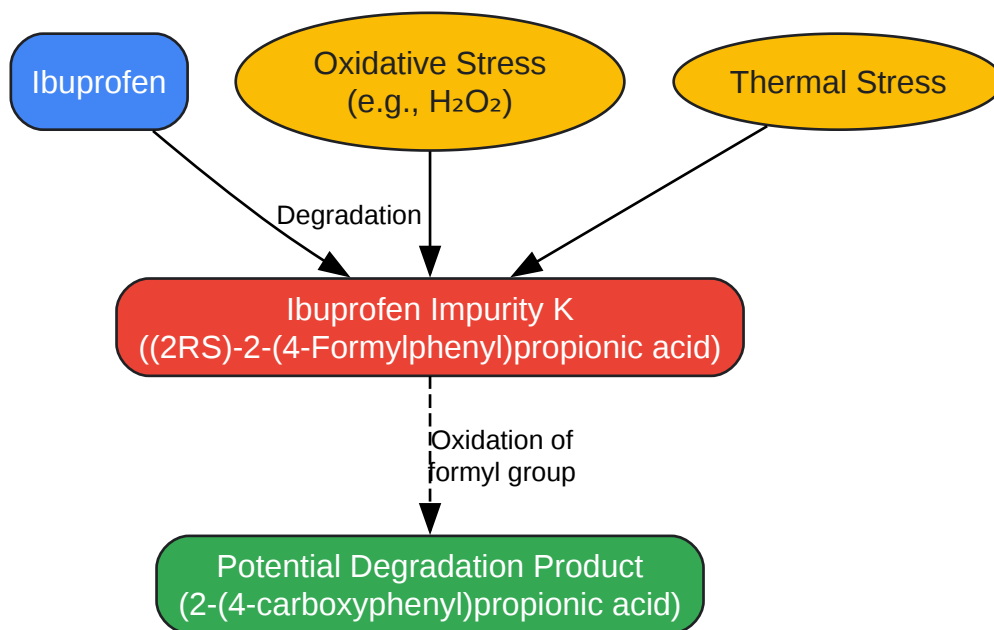 Ibuprofen
Oxidative Stress
(e.g., H₂O₂)
Thermal Stress
Degradation
Ibuprofen Impurity K
((2RS)-2-(4-Formylphenyl)propionic acid)
Oxidation of
formyl group
Potential Degradation Product
(2-(4-carboxyphenyl)propionic acid)